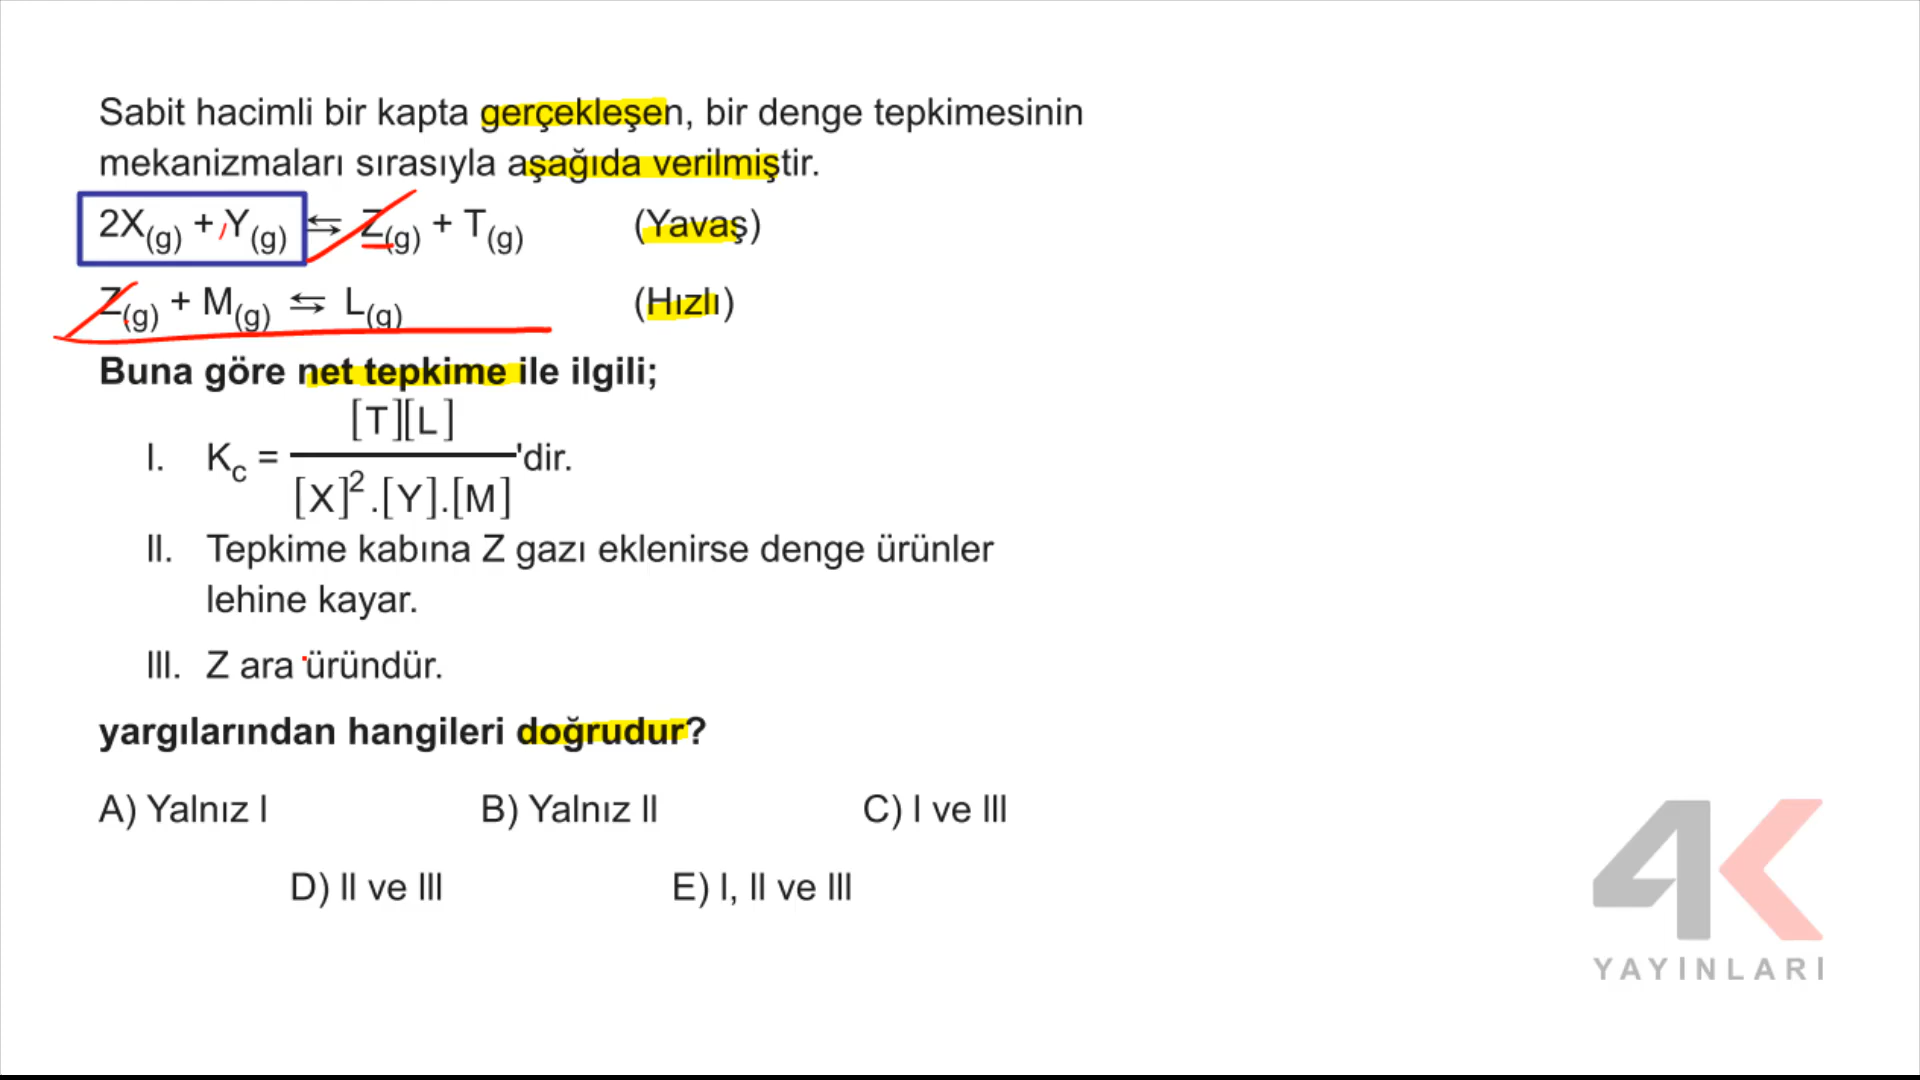 Sabit hacimli bir kapta gerçekleşen, bir denge tepkimesinin
mekanizmaları sırasıyla aşağıda verilmiştir.
2X(g) + Y(g) ⇆ Z(g) + T(g) (Yavaş)
Z(g) + M(g) ⇆ L(g) (Hızlı)
Buna göre net tepkime ile ilgili;
I. Kc = [T][L] / [X]².[Y].[M] 'dir.
II. Tepkime kabına Z gazı eklenirse denge ürünler
lehine kayar.
III. Z ara üründür.
yargılarından hangileri doğrudur?
A) Yalnız I B) Yalnız II C) I ve III
D) II ve III E) I, II ve III
4K
YAYINLARI